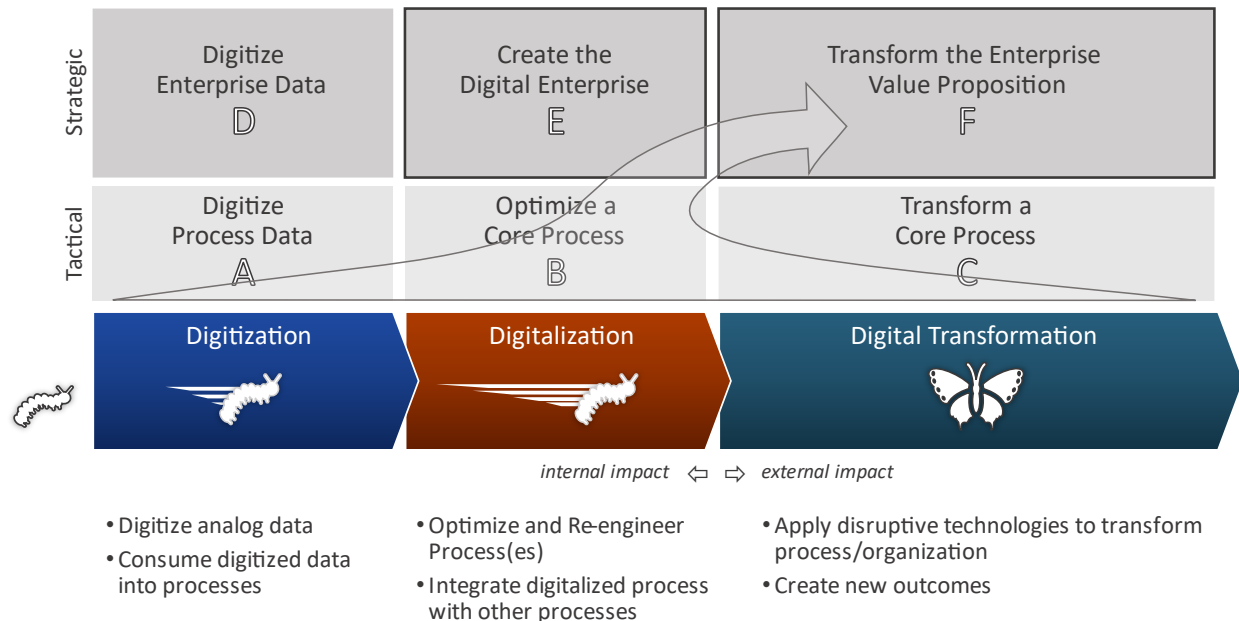 Strategic
Digitize
Enterprise Data
D
Create the
Digital Enterprise
E
Transform the Enterprise
Value Proposition
F
Tactical
Digitize
Process Data
A
Optimize a
Core Process
B
Transform a
Core Process
C
Digitization
Digitalization
Digital Transformation
internal impact
external impact
• Digitize analog data
• Consume digitized data
into processes
• Optimize and Re-engineer
Process(es)
• Integrate digitalized process
with other processes
• Apply disruptive technologies to transform
process/organization
• Create new outcomes